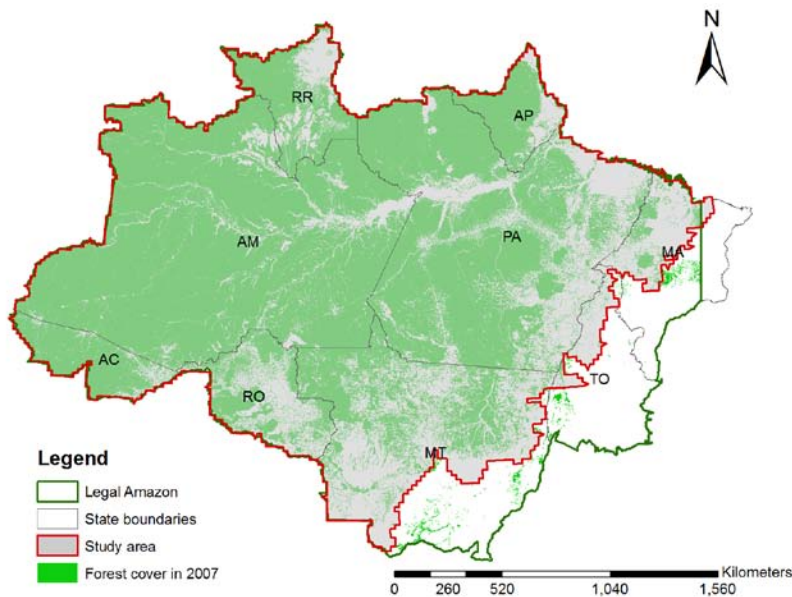 N
RR
AP
AM
PA
MA
AC
RO
TO
MT
Legend
Legal Amazon
State boundaries
Study area
Forest cover in 2007
Kilometers
0 260 520 1,040 1,560